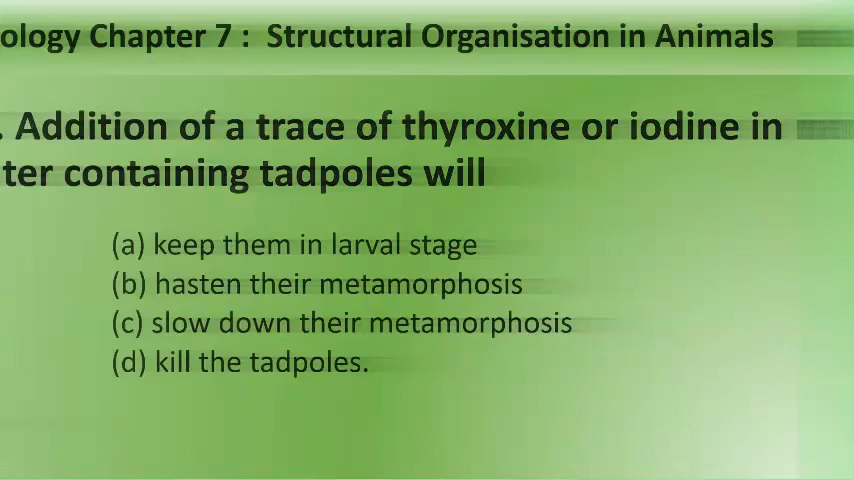 ology Chapter 7 : Structural Organisation in Animals
. Addition of a trace of thyroxine or iodine in
ter containing tadpoles will
(a) keep them in larval stage
(b) hasten their metamorphosis
(c) slow down their metamorphosis
(d) kill the tadpoles.